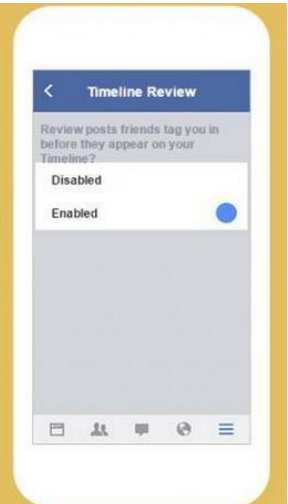 Timeline Review
Review posts friends tag you in
before they appear on your
Timeline?
Disabled
Enabled